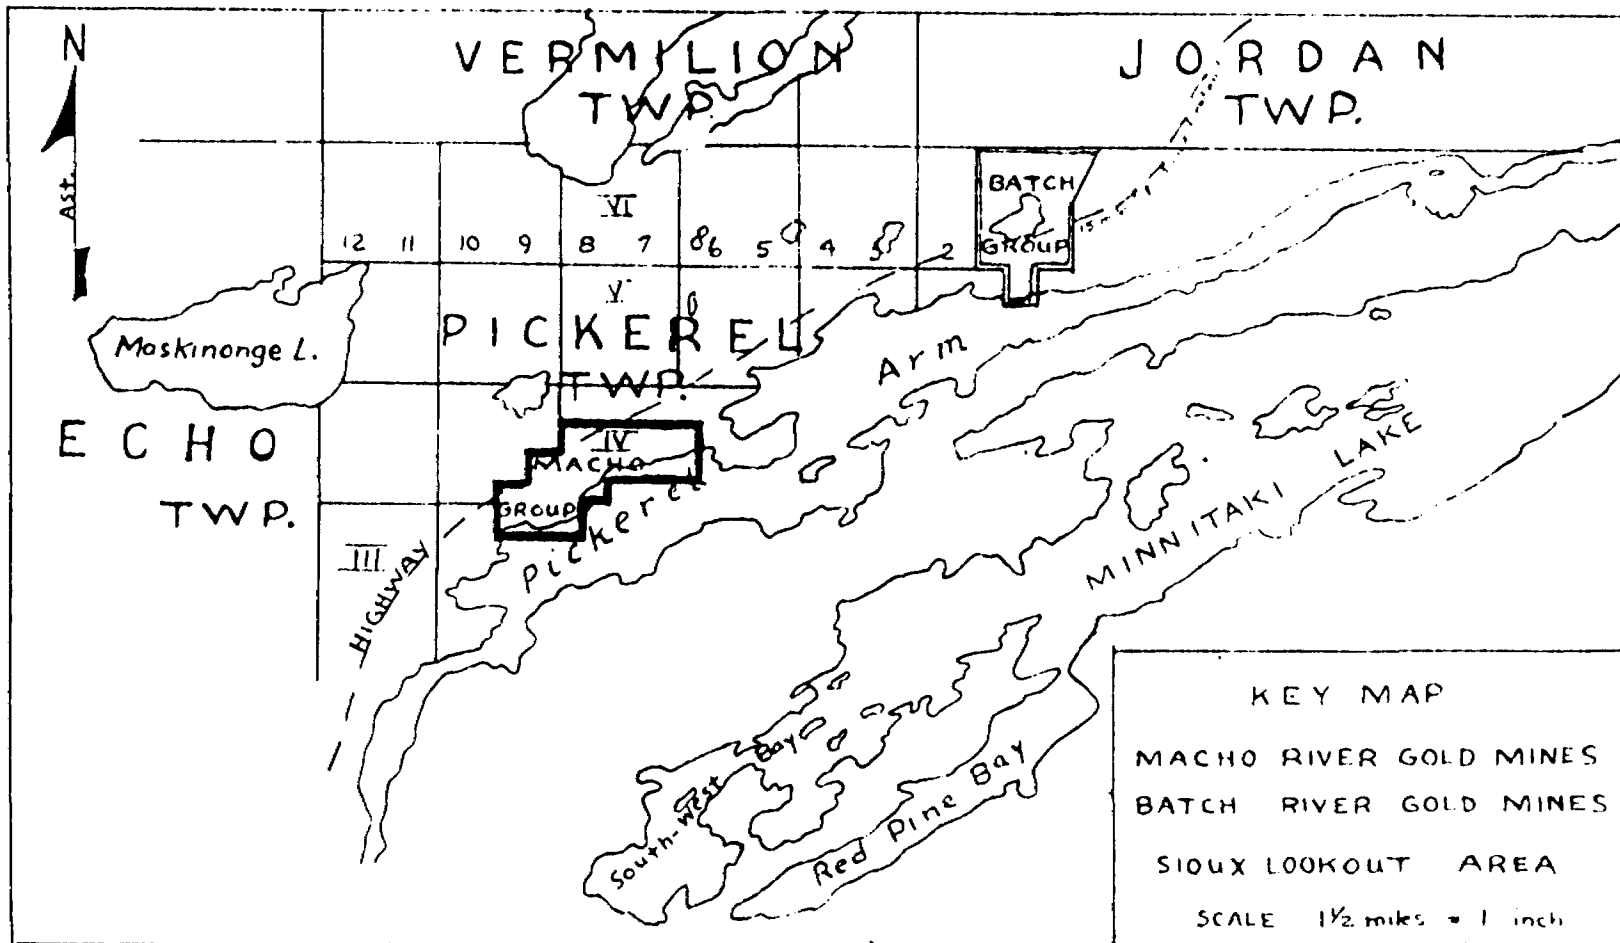 N
Ast.
VERMILION
TWP.
JORDAN
TWP.
BATCH
GROUP
VI
12 11 10 9 8 7 6 5 4 3 2
V
Maskinonge L.
PICKEREL
TWP.
Pickerel Arm
ECHO
TWP.
IV
MACHO
GROUP
III
HIGHWAY
MINNITAKI LAKE
South-West Bay
Red Pine Bay
KEY MAP
MACHO RIVER GOLD MINES
BATCH RIVER GOLD MINES
SIOUX LOOKOUT AREA
SCALE 1½ miles = 1 inch